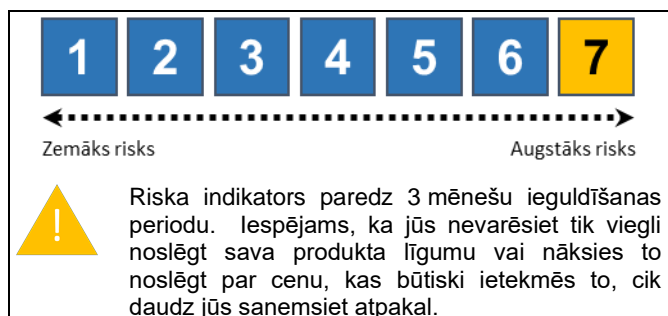 1 2 3 4 5 6 7
Zemāks risks Augstāks risks
!
Riska indikators paredz 3 mēnešu ieguldīšanas
periodu. Iespējams, ka jūs nevarēsiet tik viegli
noslēgt sava produkta līgumu vai nāksies to
noslēgt par cenu, kas būtiski ietekmēs to, cik
daudz jūs saņemsiet atpakaļ.